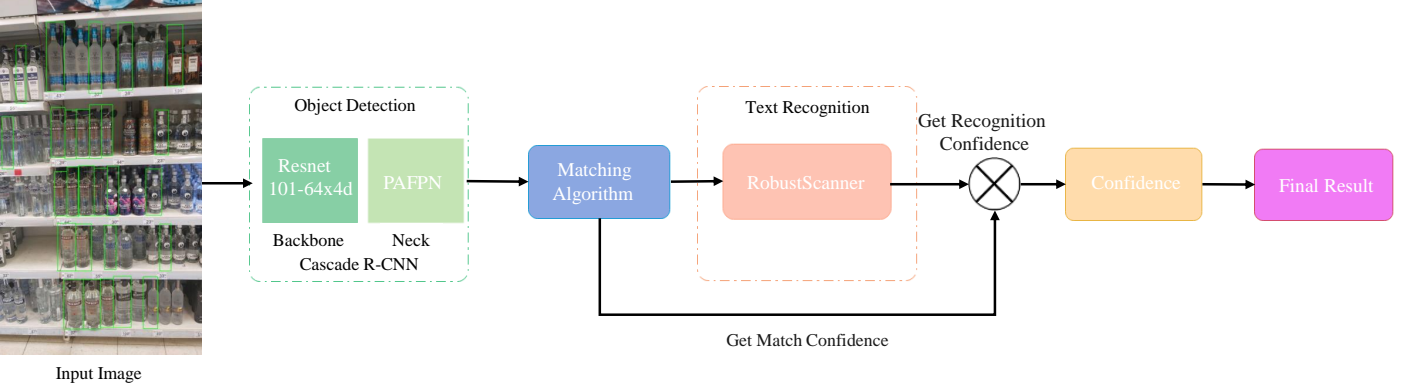 Object Detection
Resnet
101-64x4d
PAFPN
Backbone
Neck
Cascade R-CNN
Matching
Algorithm
Text Recognition
RobustScanner
Get Recognition
Confidence
Confidence
Final Result
Get Match Confidence
Input Image